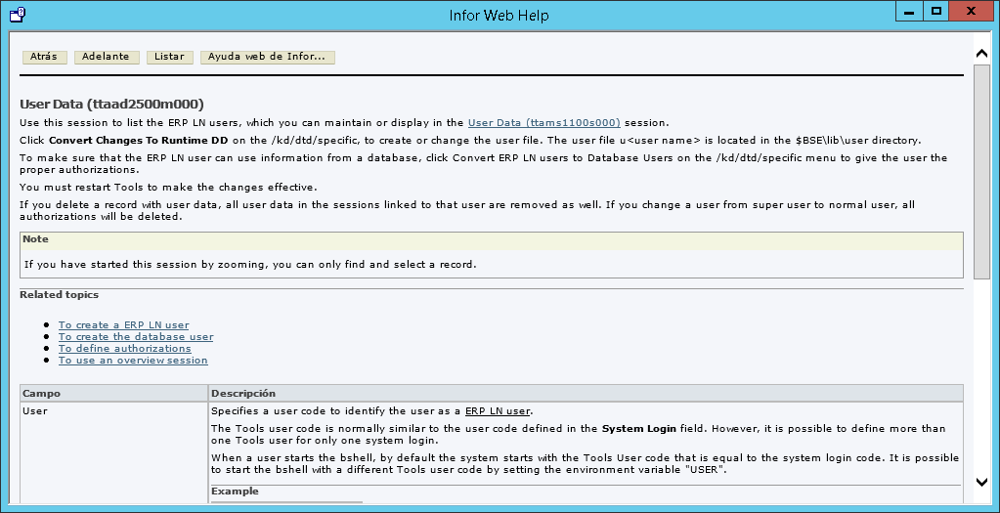 Infor Web Help
Atrás Adelante Listar Ayuda web de Infor...
User Data (ttaad2500m000)
Use this session to list the ERP LN users, which you can maintain or display in the User Data (ttams1100s000) session.
Click Convert Changes To Runtime DD on the /kd/dtd/specific, to create or change the user file. The user file u<user name> is located in the $BSE\lib\user directory.
To make sure that the ERP LN user can use information from a database, click Convert ERP LN users to Database Users on the /kd/dtd/specific menu to give the user the
proper authorizations.
You must restart Tools to make the changes effective.
If you delete a record with user data, all user data in the sessions linked to that user are removed as well. If you change a user from super user to normal user, all
authorizations will be deleted.
Note
If you have started this session by zooming, you can only find and select a record.
Related topics
To create a ERP LN user
To create the database user
To define authorizations
To use an overview session
Campo Descripción
User Specifies a user code to identify the user as a ERP LN user.
The Tools user code is normally similar to the user code defined in the System Login field. However, it is possible to define more than
one Tools user for only one system login.
When a user starts the bshell, by default the system starts with the Tools User code that is equal to the system login code. It is possible
to start the bshell with a different Tools user code by setting the environment variable "USER".
Example